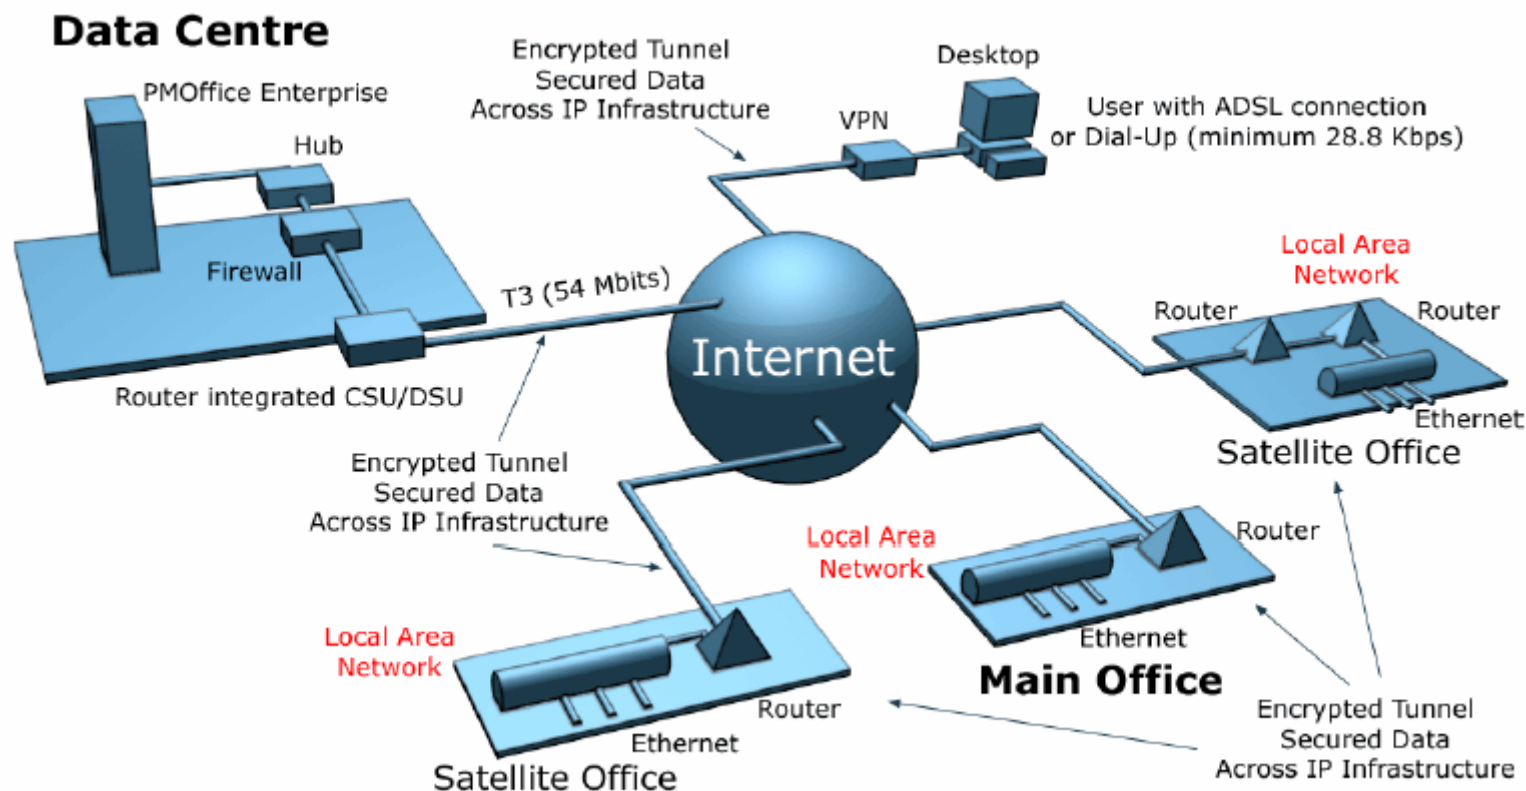 Data Centre
PMOffice Enterprise
Hub
Firewall
Router integrated CSU/DSU
T3 (54 Mbits)
Encrypted Tunnel
Secured Data
Across IP Infrastructure
VPN
Desktop
User with ADSL connection
or Dial-Up (minimum 28.8 Kbps)
Internet
Local Area
Network
Router
Router
Ethernet
Satellite Office
Encrypted Tunnel
Secured Data
Across IP Infrastructure
Local Area
Network
Router
Ethernet
Main Office
Local Area
Network
Router
Ethernet
Satellite Office
Encrypted Tunnel
Secured Data
Across IP Infrastructure